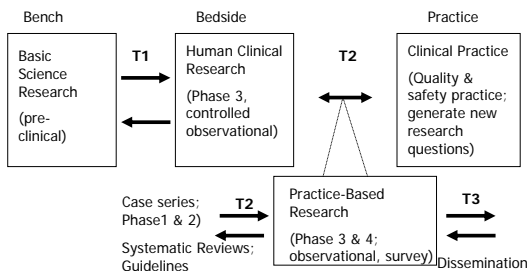 Bench
Bedside
Practice
Basic
Science
Research
(pre-
clinical)
T1
Human Clinical
Research
(Phase 3,
controlled
observational)
T2
Clinical Practice
(Quality &
safety practice;
generate new
research
questions)
Case series;
Phase1 & 2)
T2
Systematic Reviews;
Guidelines
Practice-Based
Research
(Phase 3 & 4;
observational, survey)
T3
Dissemination